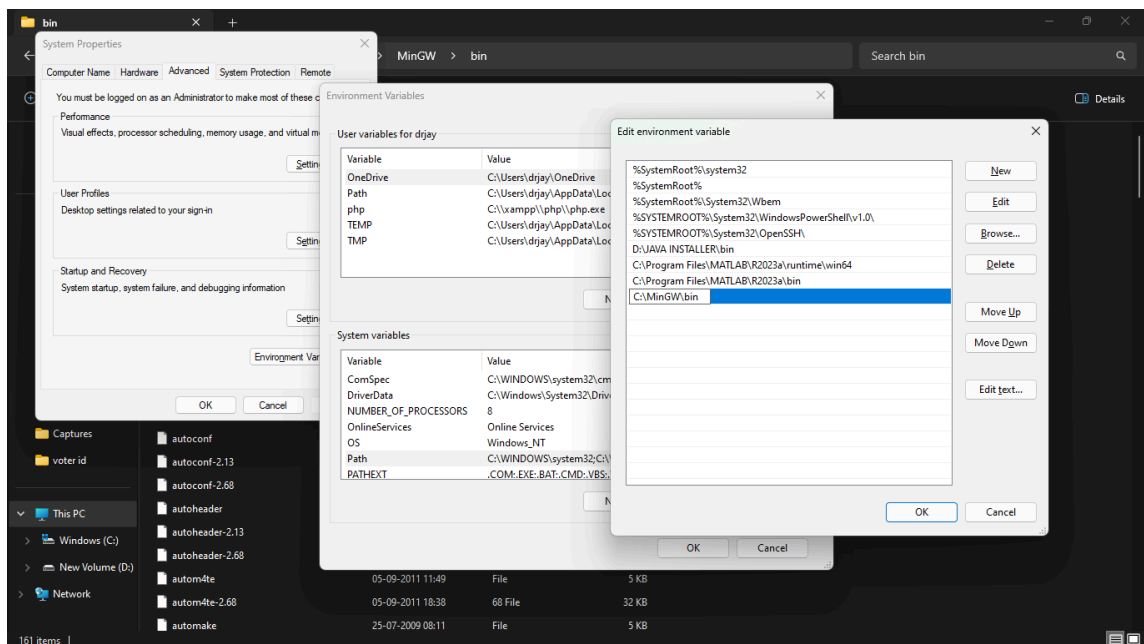 bin
System Properties
Computer Name Hardware Advanced System Protection Remote
You must be logged on as an Administrator to make most of these c
Performance
Visual effects, processor scheduling, memory usage, and virtual m
Settin
User Profiles
Desktop settings related to your sign-in
Settin
Startup and Recovery
System startup, system failure, and debugging information
Settin
Environment Var
OK Cancel
MinGW > bin
Search bin
Details
Environment Variables
User variables for drjay
Variable Value
OneDrive C:\Users\drjay\OneDrive
Path C:\Users\drjay\AppData\Loc
php C:\\xampp\\php\\php.exe
TEMP C:\Users\drjay\AppData\Loc
TMP C:\Users\drjay\AppData\Loc
N
System variables
Variable Value
ComSpec C:\WINDOWS\system32\cm
DriverData C:\Windows\System32\Driv
NUMBER_OF_PROCESSORS 8
OnlineServices Online Services
OS Windows_NT
Path C:\WINDOWS\system32;C:\
PATHEXT .COM;.EXE;.BAT;.CMD;.VBS;.
N
OK Cancel
Edit environment variable
%SystemRoot%\system32
%SystemRoot%
%SystemRoot%\System32\Wbem
%SYSTEMROOT%\System32\WindowsPowerShell\v1.0\
%SYSTEMROOT%\System32\OpenSSH\
D:\JAVA INSTALLER\bin
C:\Program Files\MATLAB\R2023a\runtime\win64
C:\Program Files\MATLAB\R2023a\bin
C:\MinGW\bin
New
Edit
Browse...
Delete
Move Up
Move Down
Edit text...
OK Cancel
Captures
voter id
This PC
Windows (C:)
New Volume (D:)
Network
autoconf
autoconf-2.13
autoconf-2.68
autoheader
autoheader-2.13
autoheader-2.68
autom4te 05-09-2011 11:49 File 5 KB
autom4te-2.68 05-09-2011 18:38 68 File 32 KB
automake 25-07-2009 08:11 File 5 KB
161 items